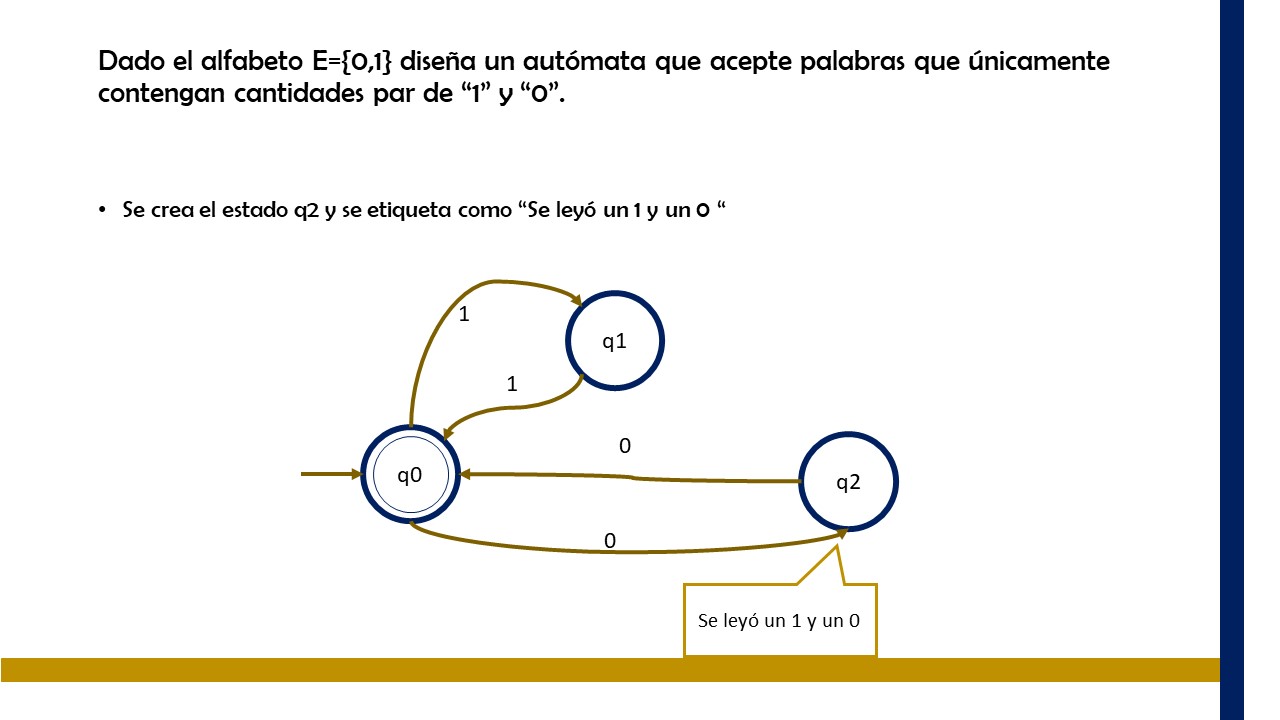 Dado el alfabeto E={0,1} diseña un autómata que acepte palabras que únicamente
contengan cantidades par de “1” y “0”.
• Se crea el estado q2 y se etiqueta como “Se leyó un 1 y un 0 “
1
q1
1
0
q0
q2
0
Se leyó un 1 y un 0